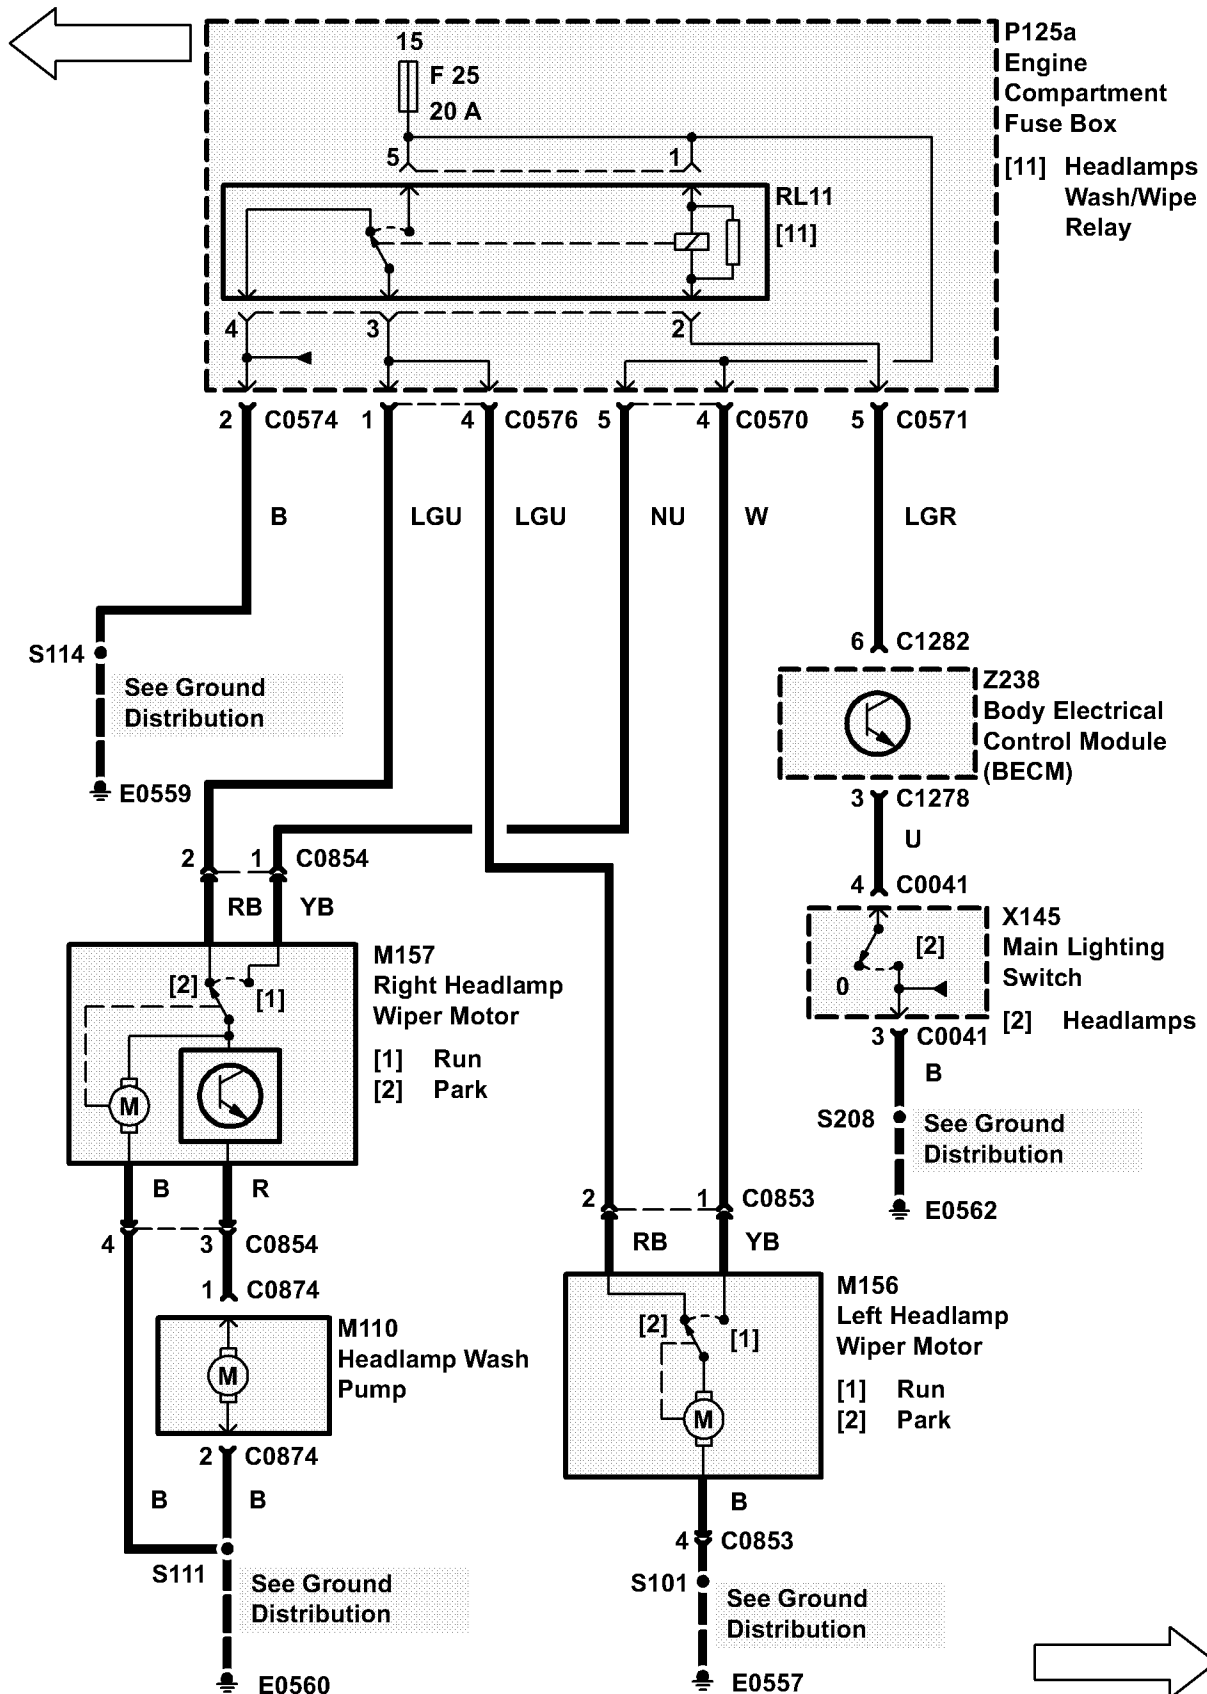 15
F 25
20 A
P125a
Engine
Compartment
Fuse Box
[11] Headlamps
Wash/Wipe
Relay
5 1
RL11
[11]
4 3 2
2 C0574 1 4 C0576 5 4 C0570 5 C0571
B LGU LGU NU W LGR
6 C1282
S114
See Ground
Distribution
E0559
Z238
Body Electrical
Control Module
(BECM)
3 C1278
U
4 C0041
2 1 C0854
RB YB
X145
Main Lighting
Switch
[2]
0
[2] Headlamps
3 C0041
B
S208
See Ground
Distribution
E0562
M157
Right Headlamp
Wiper Motor
[1] Run
[2] Park
[2] [1]
M
B R
4 3 C0854
1 C0874
M110
Headlamp Wash
Pump
M
2 C0874
B B
S111
See Ground
Distribution
E0560
2 1 C0853
RB YB
M156
Left Headlamp
Wiper Motor
[1] Run
[2] Park
[2] [1]
M
B
4 C0853
S101
See Ground
Distribution
E0557